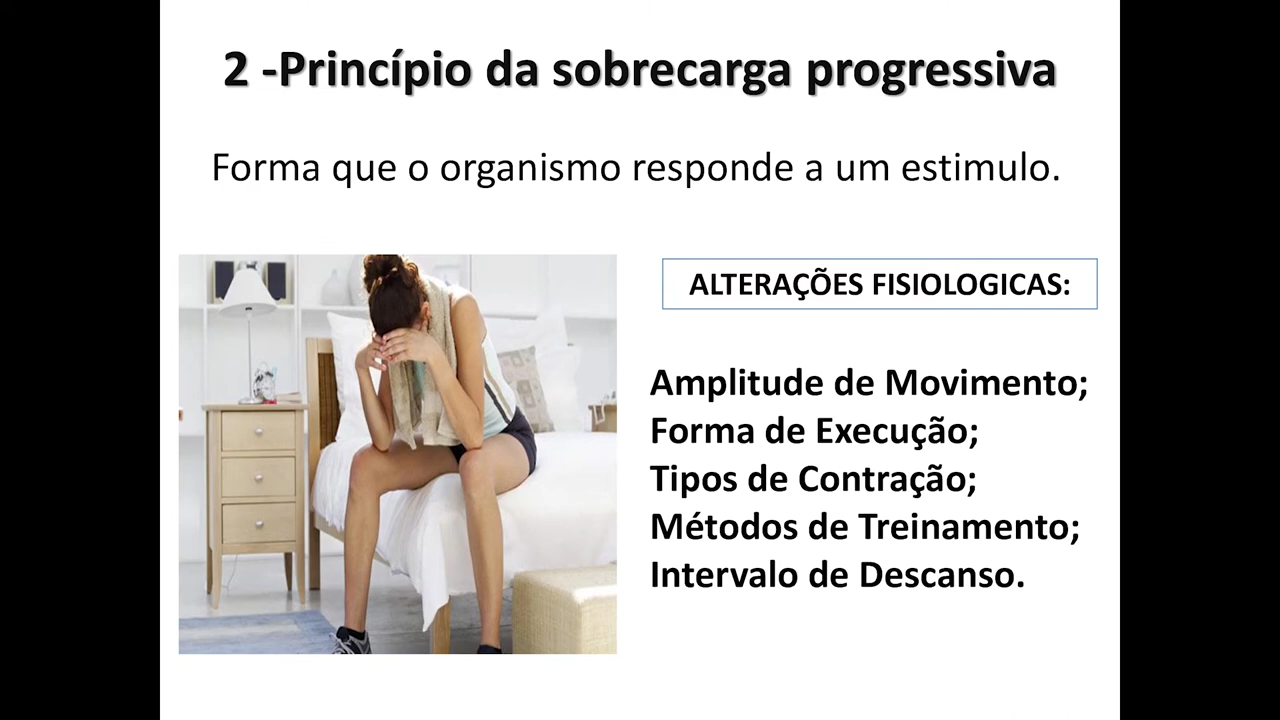 2 -Princípio da sobrecarga progressiva
Forma que o organismo responde a um estimulo.
ALTERAÇÕES FISIOLOGICAS:
Amplitude de Movimento;
Forma de Execução;
Tipos de Contração;
Métodos de Treinamento;
Intervalo de Descanso.